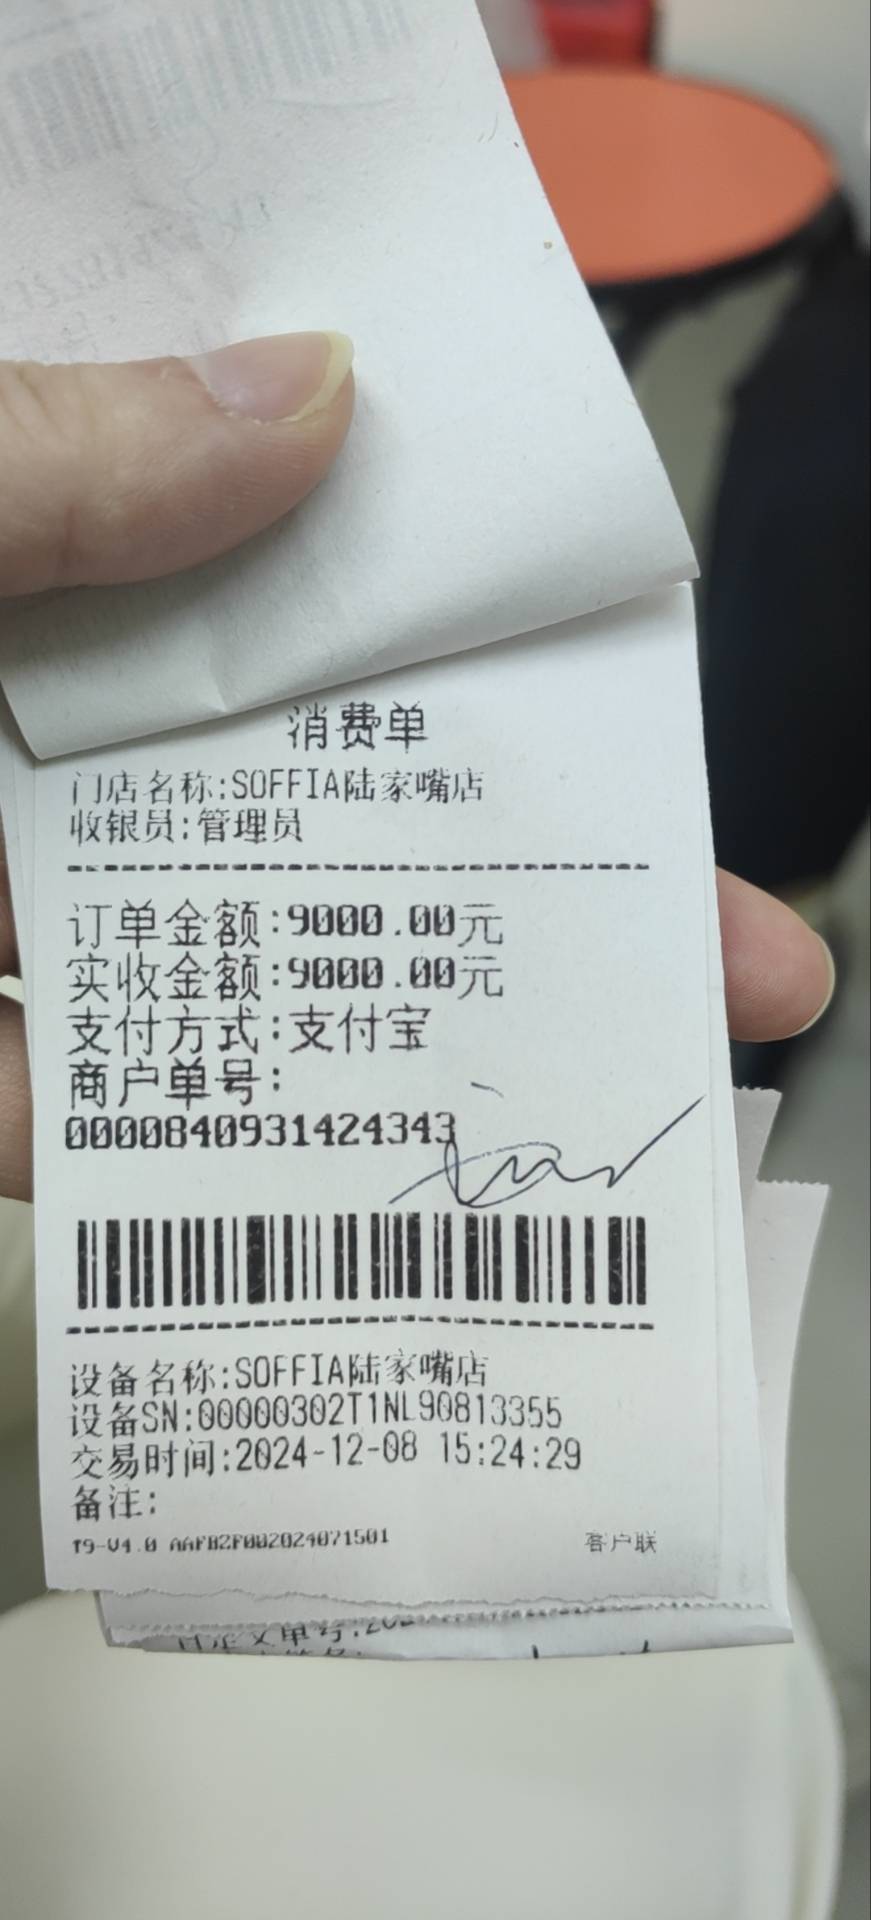 消费单
门店名称:SOFFIA陆家嘴店
收银员:管理员
订单金额:9000.00元
实收金额:9000.00元
支付方式:支付宝
商户单号:
0000840931424343
设备名称:SOFFIA陆家嘴店
设备SN:00000302T1NL90813355
交易时间:2024-12-08 15:24:29
备注:
T9-V4.0 AAFB2F002024071501
客户联